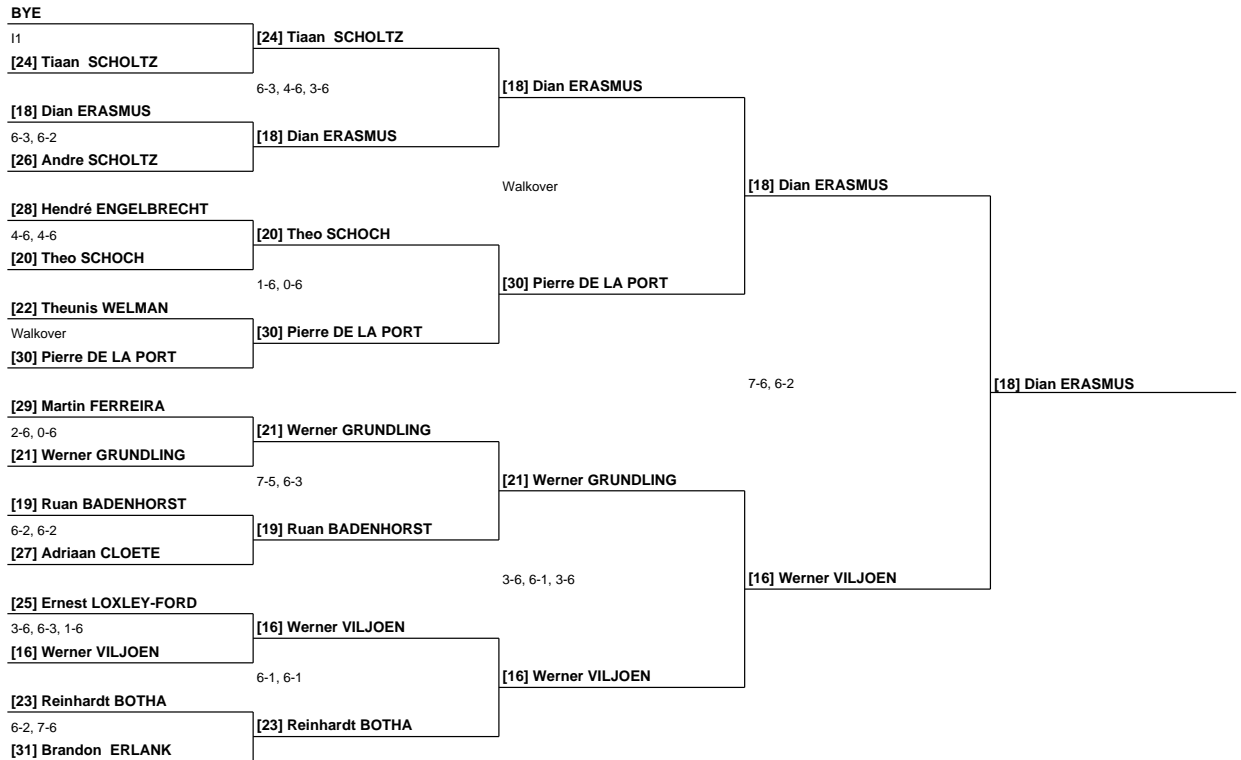 BYE
I1
[24] Tiaan SCHOLTZ
[24] Tiaan SCHOLTZ
6-3, 4-6, 3-6
[18] Dian ERASMUS
[18] Dian ERASMUS
6-3, 6-2
[18] Dian ERASMUS
[26] Andre SCHOLTZ
Walkover
[18] Dian ERASMUS
[28] Hendré ENGELBRECHT
4-6, 4-6
[20] Theo SCHOCH
[20] Theo SCHOCH
1-6, 0-6
[30] Pierre DE LA PORT
[22] Theunis WELMAN
Walkover
[30] Pierre DE LA PORT
[30] Pierre DE LA PORT
7-6, 6-2
[18] Dian ERASMUS
[29] Martin FERREIRA
2-6, 0-6
[21] Werner GRUNDLING
[21] Werner GRUNDLING
7-5, 6-3
[21] Werner GRUNDLING
[19] Ruan BADENHORST
6-2, 6-2
[19] Ruan BADENHORST
[27] Adriaan CLOETE
3-6, 6-1, 3-6
[16] Werner VILJOEN
[25] Ernest LOXLEY-FORD
3-6, 6-3, 1-6
[16] Werner VILJOEN
[16] Werner VILJOEN
6-1, 6-1
[16] Werner VILJOEN
[23] Reinhardt BOTHA
6-2, 7-6
[23] Reinhardt BOTHA
[31] Brandon ERLANK